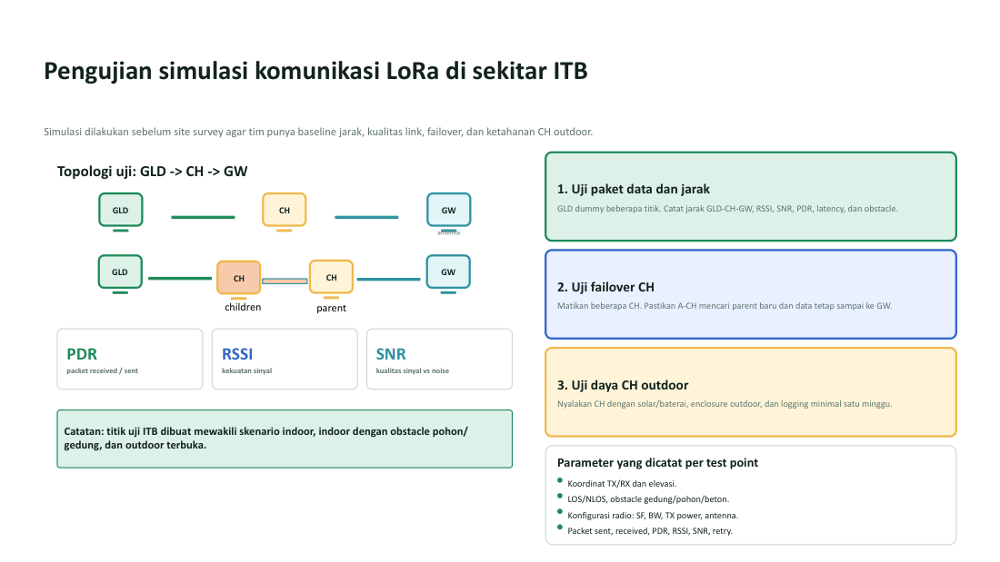 Pengujian simulasi komunikasi LoRa di sekitar ITB
Simulasi dilakukan sebelum site survey agar tim punya baseline jarak, kualitas link, failover, dan ketahanan CH outdoor.
Topologi uji: GLD -> CH -> GW
GLD
CH
GW
antenna
GLD
CH
CH
GW
children
parent
PDR
packet received / sent
RSSI
kekuatan sinyal
SNR
kualitas sinyal vs noise
Catatan: titik uji ITB dibuat mewakili skenario indoor, indoor dengan obstacle pohon/
gedung, dan outdoor terbuka.
1. Uji paket data dan jarak
GLD dummy beberapa titik. Catat jarak GLD-CH-GW, RSSI, SNR, PDR, latency, dan obstacle.
2. Uji failover CH
Matikan beberapa CH. Pastikan A-CH mencari parent baru dan data tetap sampai ke GW.
3. Uji daya CH outdoor
Nyalakan CH dengan solar/baterai, enclosure outdoor, dan logging minimal satu minggu.
Parameter yang dicatat per test point
Koordinat TX/RX dan elevasi.
LOS/NLOS, obstacle gedung/pohon/beton.
Konfigurasi radio: SF, BW, TX power, antenna.
Packet sent, received, PDR, RSSI, SNR, retry.